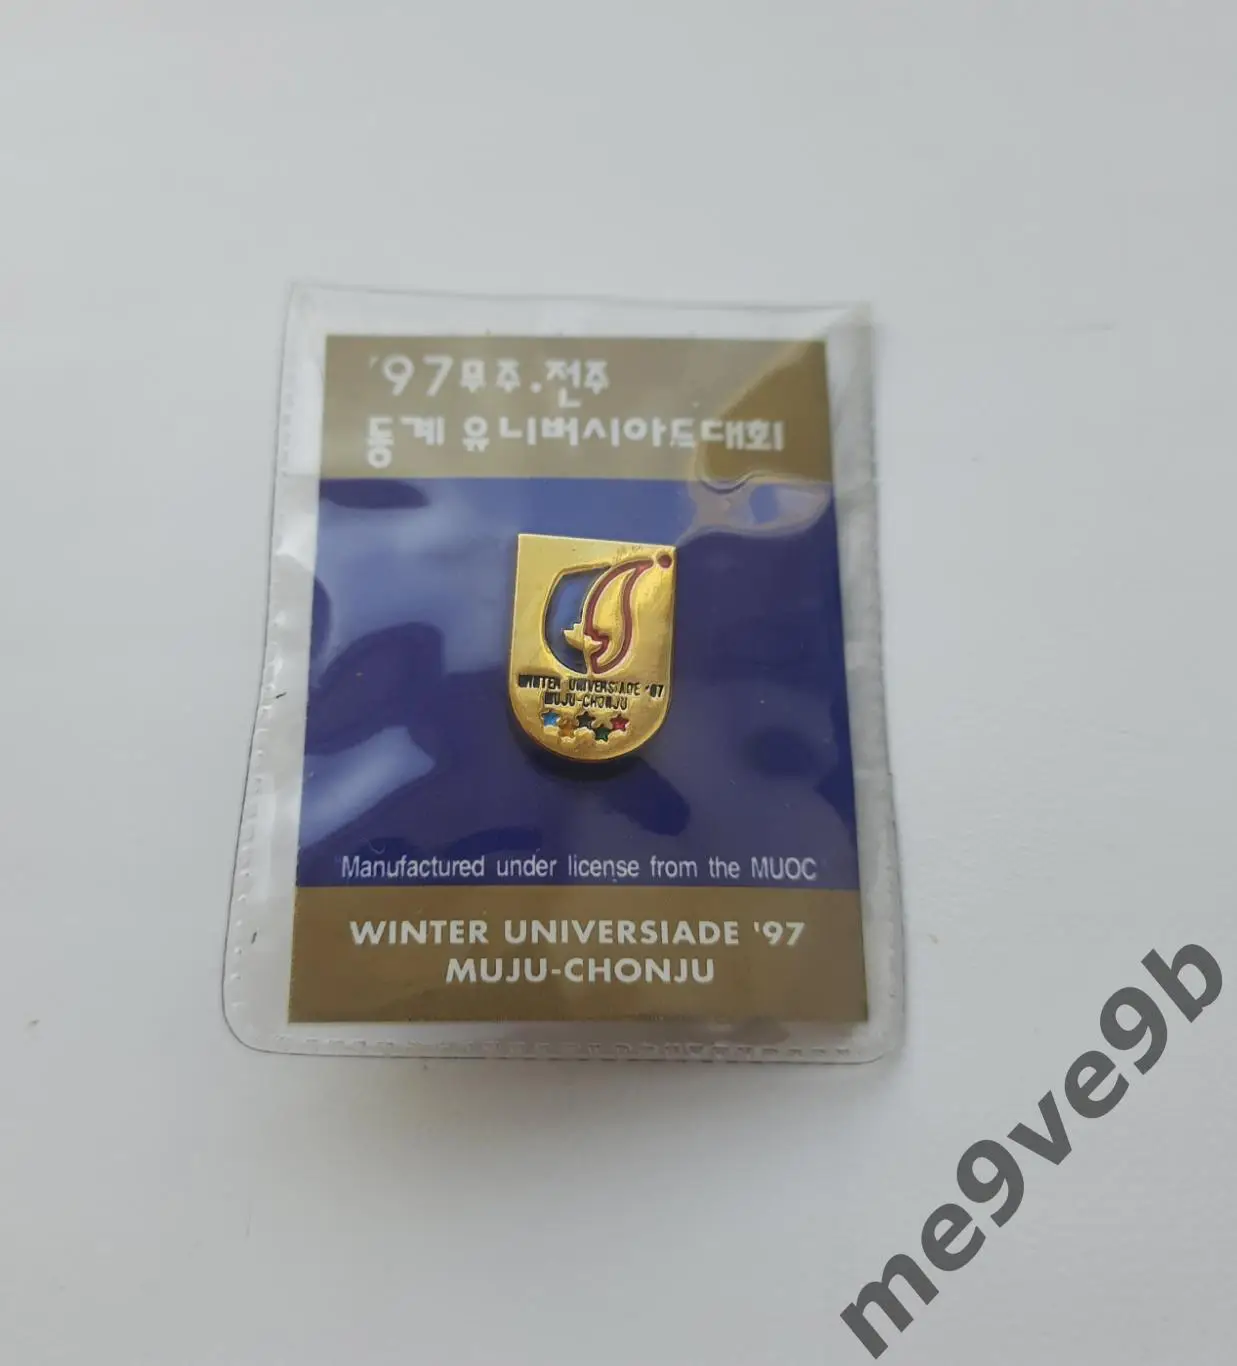 '97무주.전주
동계 유니버시아드대회
WINTER UNIVERSIADE '97
MUJU-CHONJU
Manufactured under license from the MUOC
WINTER UNIVERSIADE '97
MUJU-CHONJU
me9ve9b